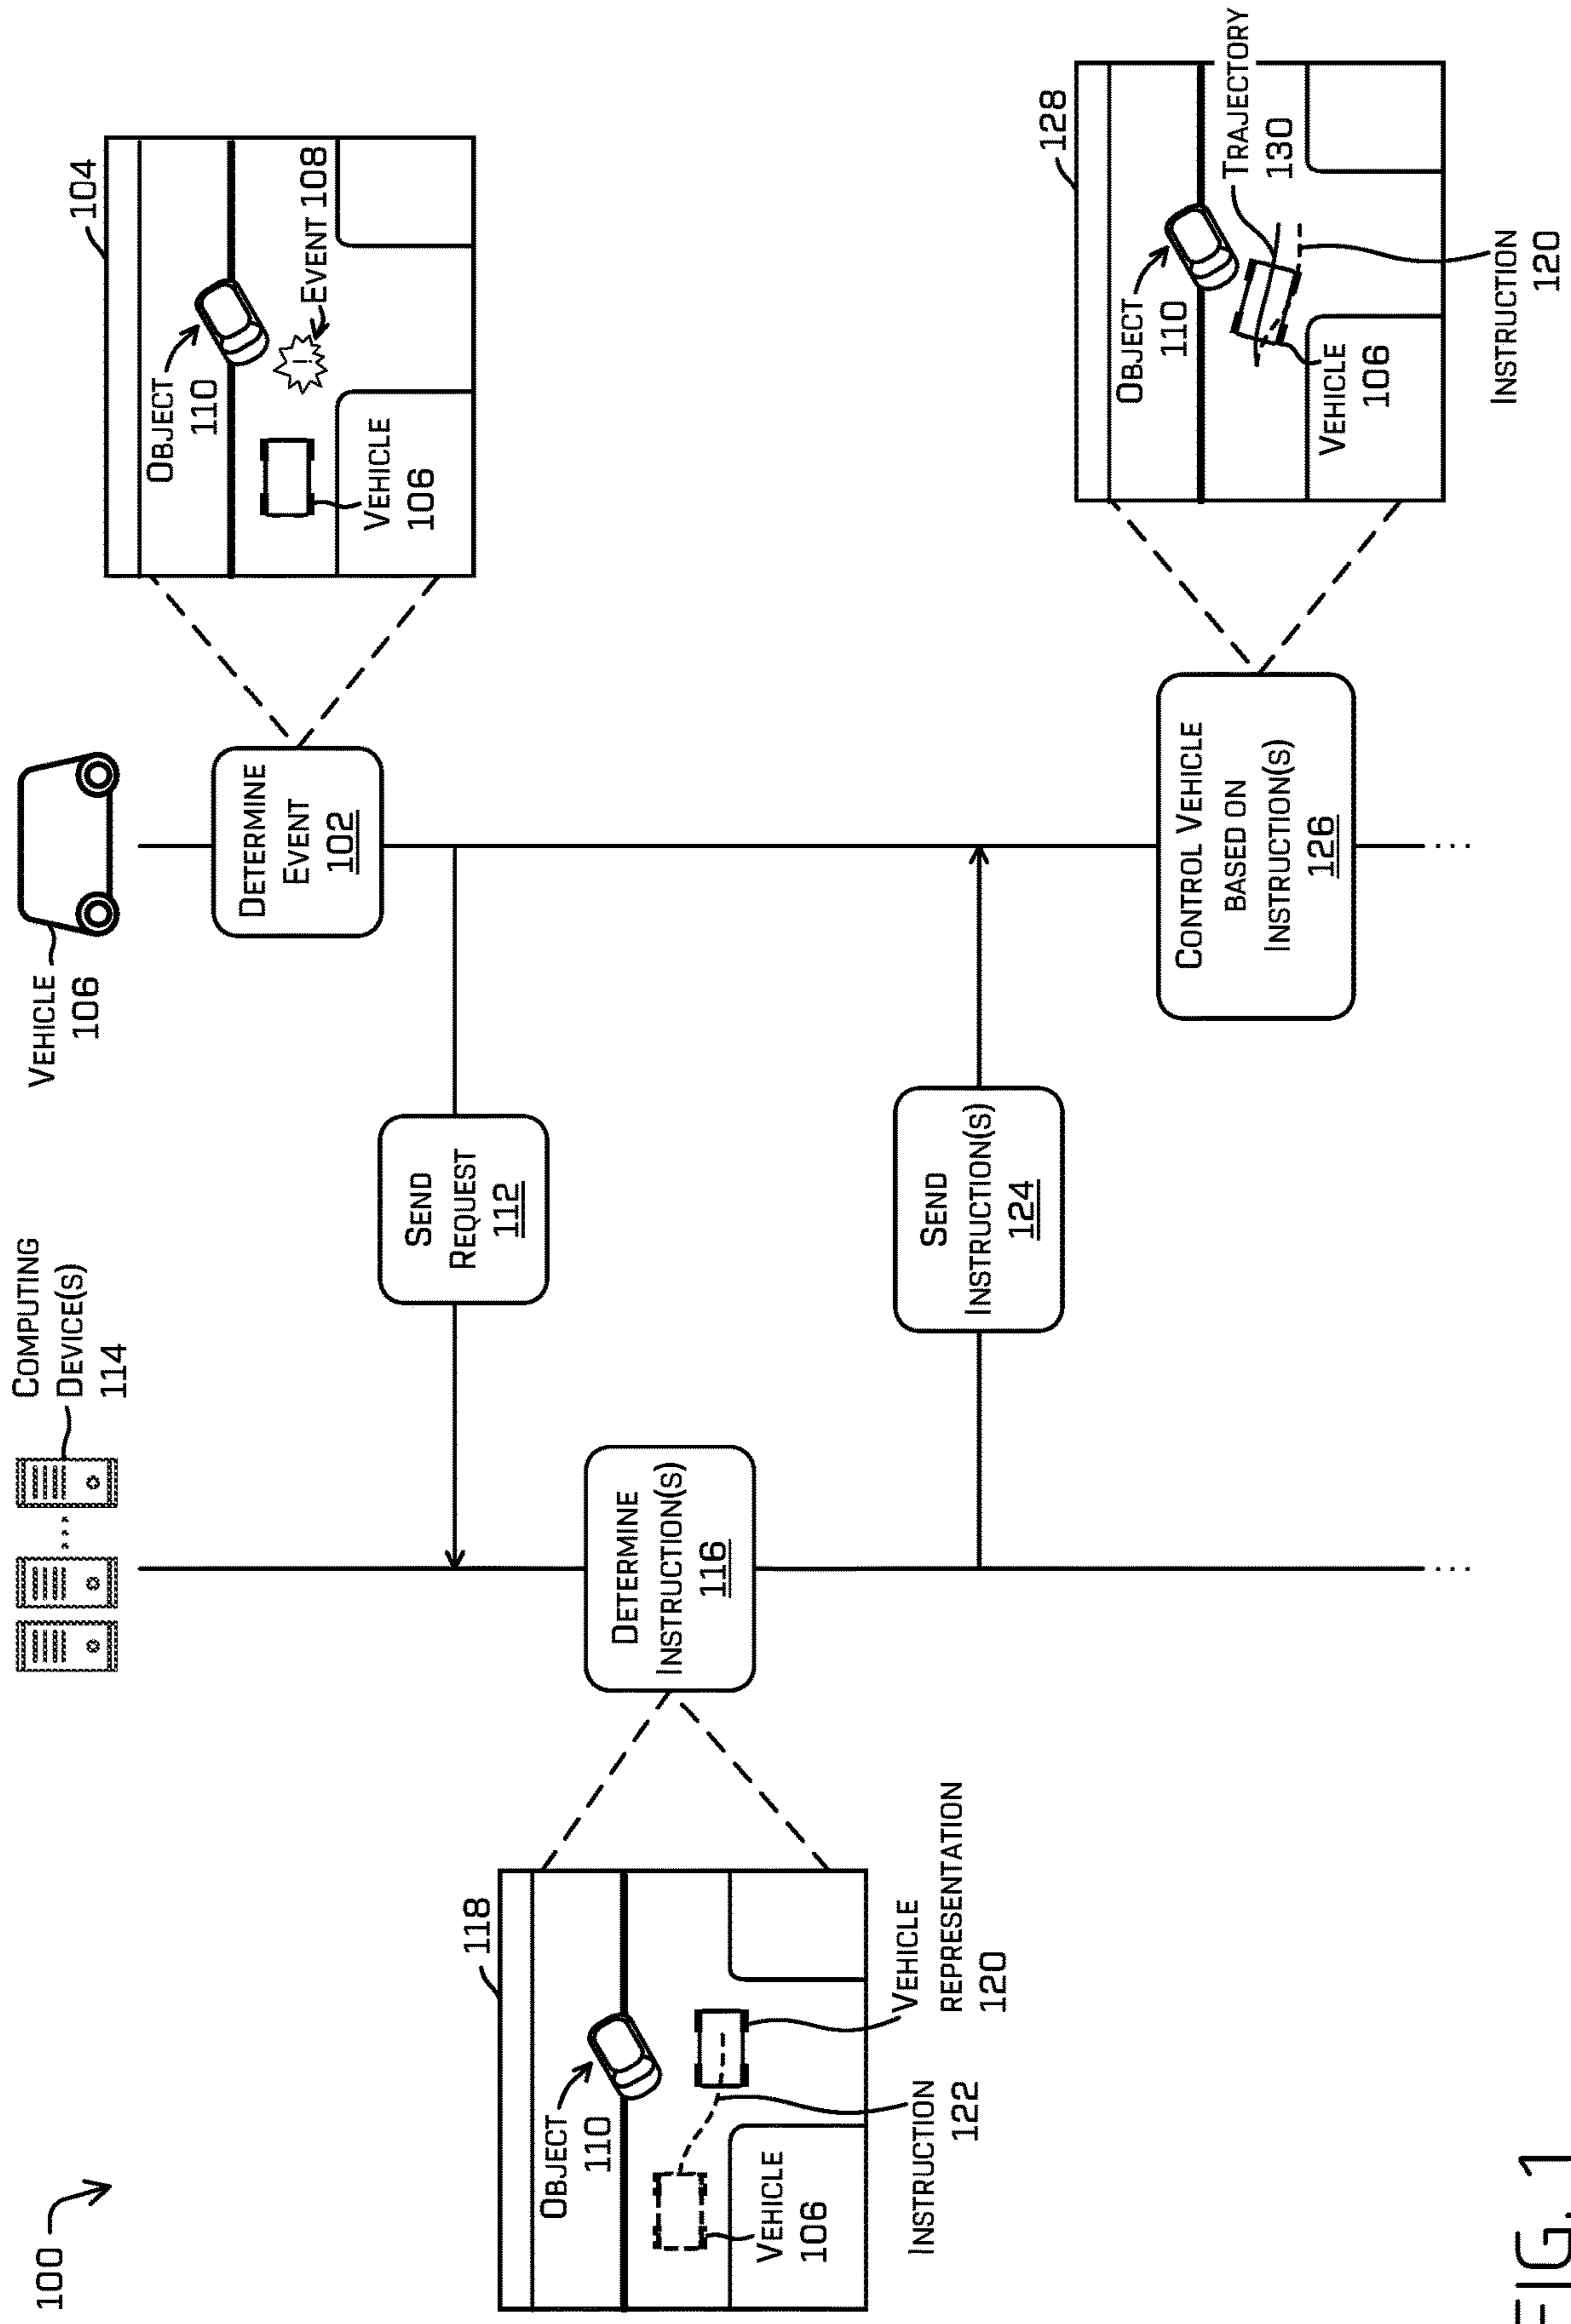 100
COMPUTING
DEVICE(S)
114
VEHICLE
106
104
OBJECT
110
EVENT 108
!
VEHICLE
106
DETERMINE
EVENT
102
SEND
REQUEST
112
118
OBJECT
110
VEHICLE
106
INSTRUCTION
122
VEHICLE
REPRESENTATION
120
DETERMINE
INSTRUCTION(S)
116
SEND
INSTRUCTION(S)
124
CONTROL VEHICLE
BASED ON
INSTRUCTION(S)
126
128
OBJECT
110
TRAJECTORY
130
VEHICLE
106
INSTRUCTION
120
...
...
...
FIG. 1